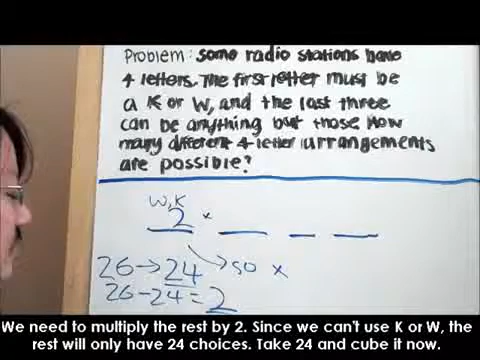 Problem: Some radio stations have
4 letters. The first letter must be
a K or W, and the last three
can be anything but those. How
many different 4 letter arrangements
are possible?
W, K
2 ×
26 → 24 → so x
26 - 24 = 2
We need to multiply the rest by 2. Since we can't use K or W, the
rest will only have 24 choices. Take 24 and cube it now.